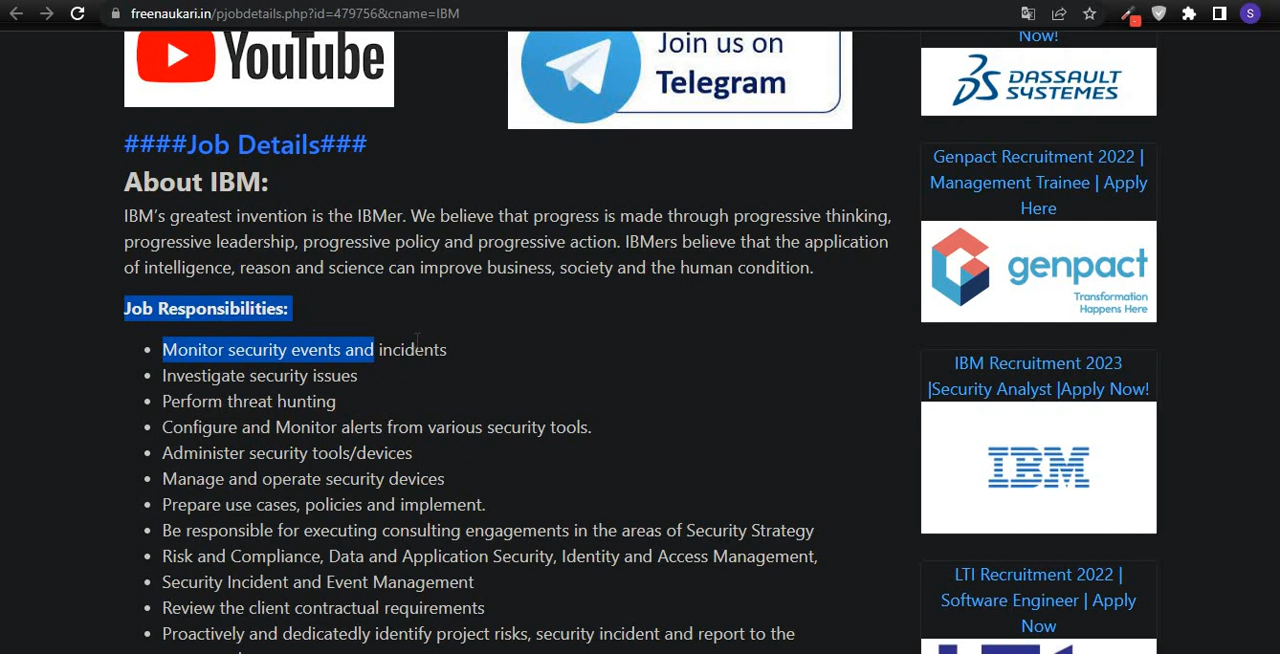 freenaukari.in/pjobdetails.php?id=479756&cname=IBM
S
YouTube
Join us on
Telegram
####Job Details###
About IBM:
IBM's greatest invention is the IBMer. We believe that progress is made through progressive thinking,
progressive leadership, progressive policy and progressive action. IBMers believe that the application
of intelligence, reason and science can improve business, society and the human condition.
Job Responsibilities:
• Monitor security events and incidents
• Investigate security issues
• Perform threat hunting
• Configure and Monitor alerts from various security tools.
• Administer security tools/devices
• Manage and operate security devices
• Prepare use cases, policies and implement.
• Be responsible for executing consulting engagements in the areas of Security Strategy
• Risk and Compliance, Data and Application Security, Identity and Access Management,
• Security Incident and Event Management
• Review the client contractual requirements
• Proactively and dedicatedly identify project risks, security incident and report to the
Now!
DASSAULT
SYSTEMES
Genpact Recruitment 2022 |
Management Trainee | Apply
Here
genpact
Transformation
Happens Here
IBM Recruitment 2023
|Security Analyst |Apply Now!
IBM
LTI Recruitment 2022 |
Software Engineer | Apply
Now